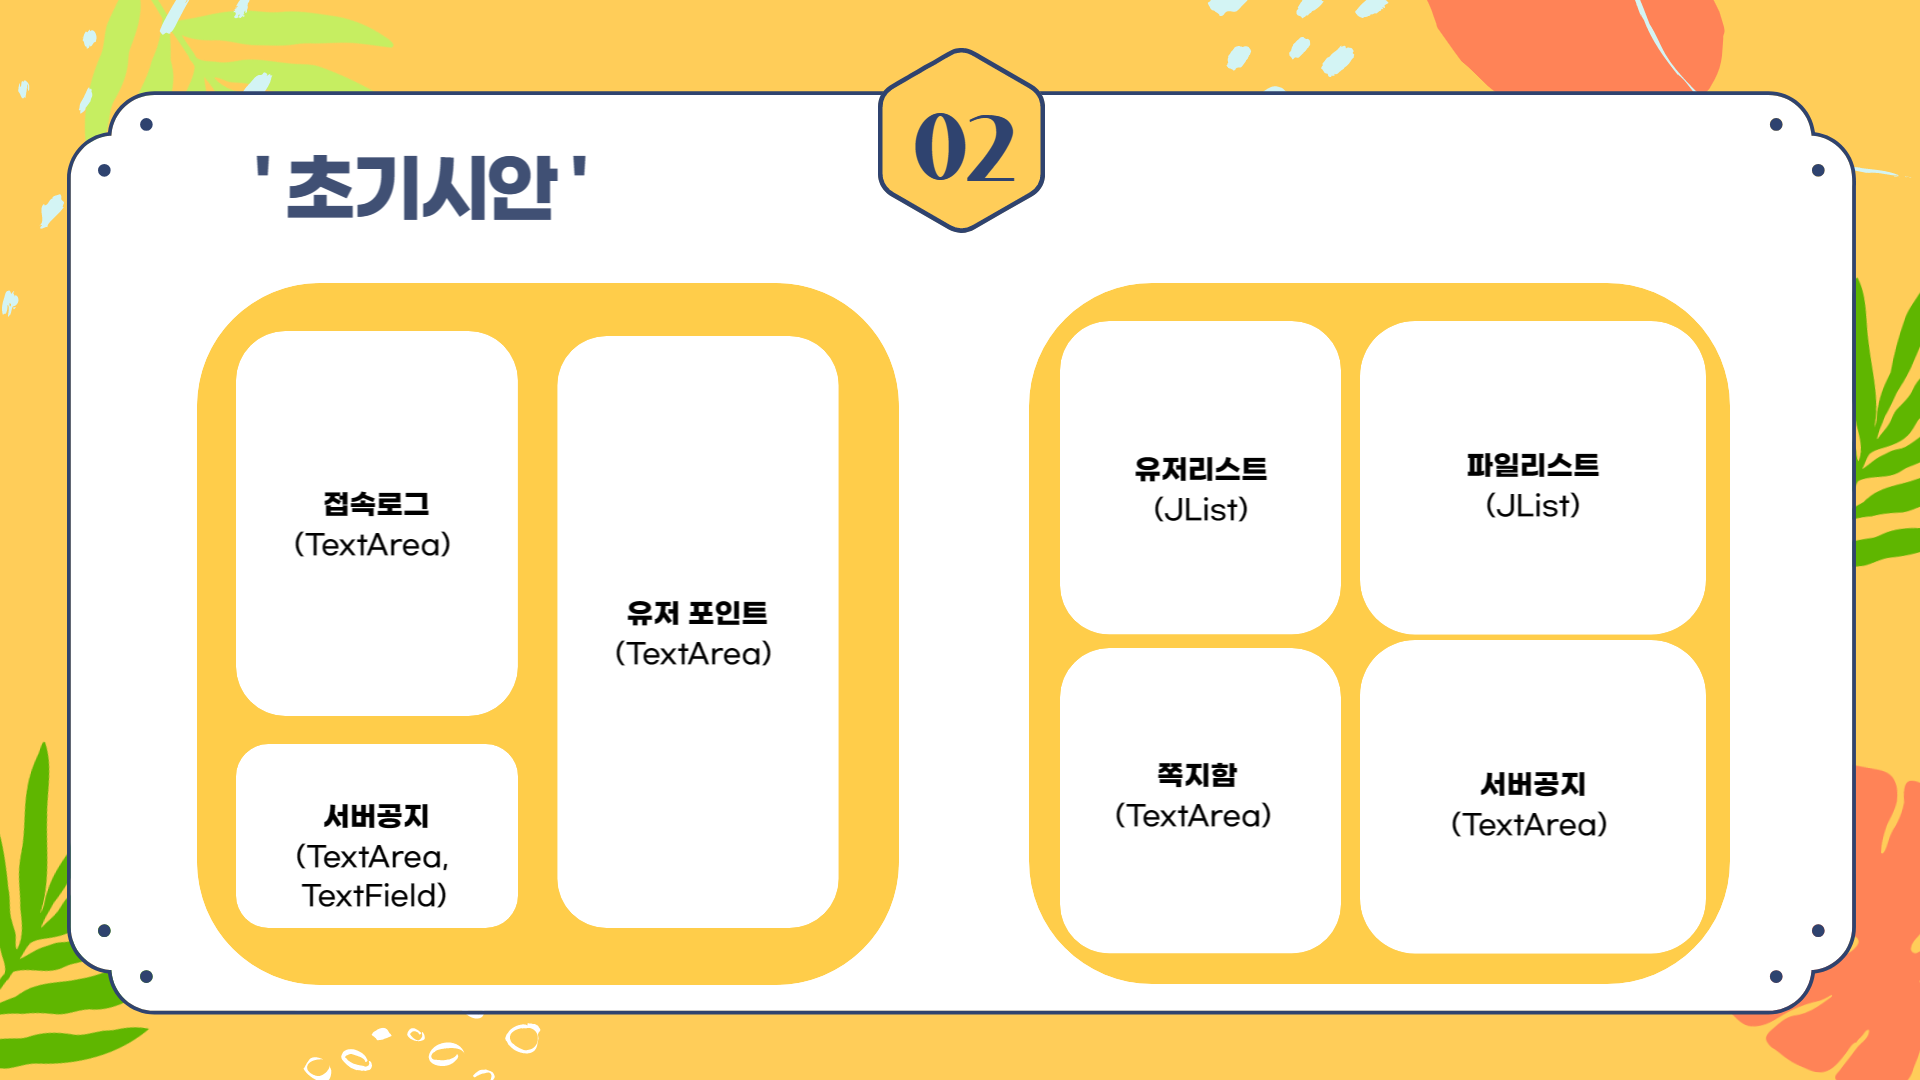 02
' 초기시안 '
접속로그
(TextArea)
서버공지
(TextArea,
TextField)
유저 포인트
(TextArea)
유저리스트
(JList)
파일리스트
(JList)
쪽지함
(TextArea)
서버공지
(TextArea)